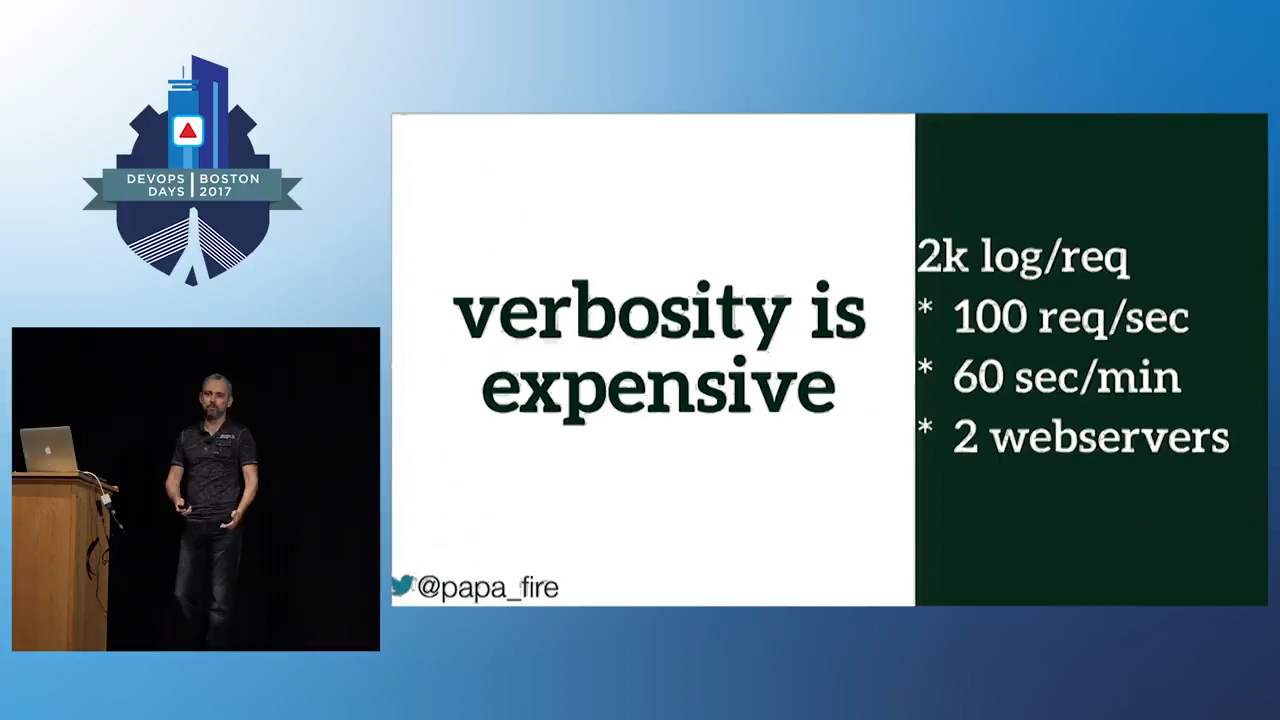 DEVOPS DAYS
BOSTON 2017
verbosity is
expensive
2k log/req
* 100 req/sec
* 60 sec/min
* 2 webservers
@papa_fire